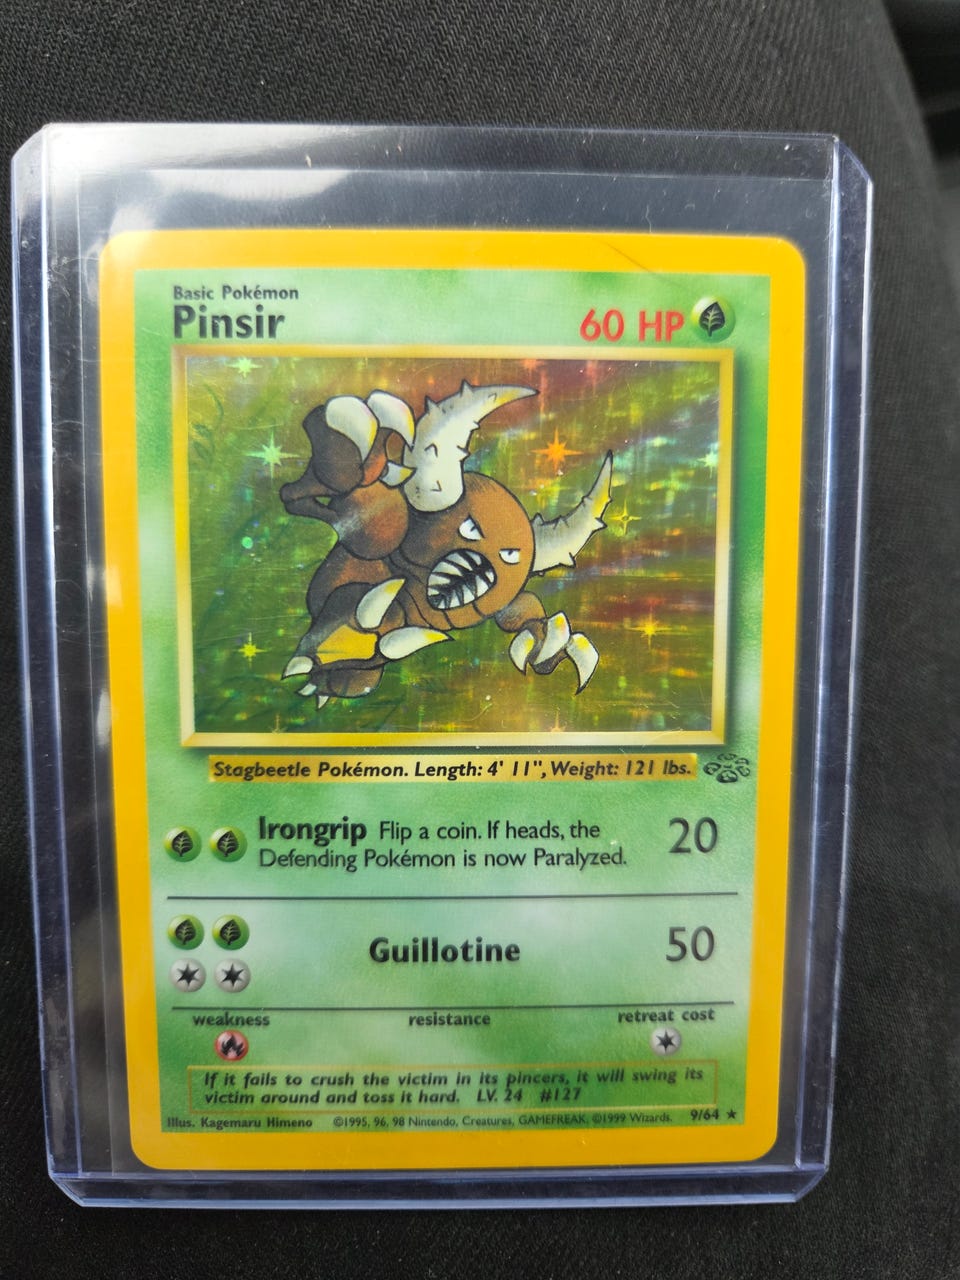 Basic Pokémon
Pinsir
60 HP
Stagbeetle Pokémon. Length: 4' 11", Weight: 121 lbs.
Irongrip Flip a coin. If heads, the
Defending Pokémon is now Paralyzed.
20
Guillotine
50
weakness resistance retreat cost
If it fails to crush the victim in its pincers, it will swing its
victim around and toss it hard. LV. 24 #127
Illus. Kagemaru Himeno ©1995, 96, 98 Nintendo, Creatures, GAMEFREAK. ©1999 Wizards. 9/64 ★